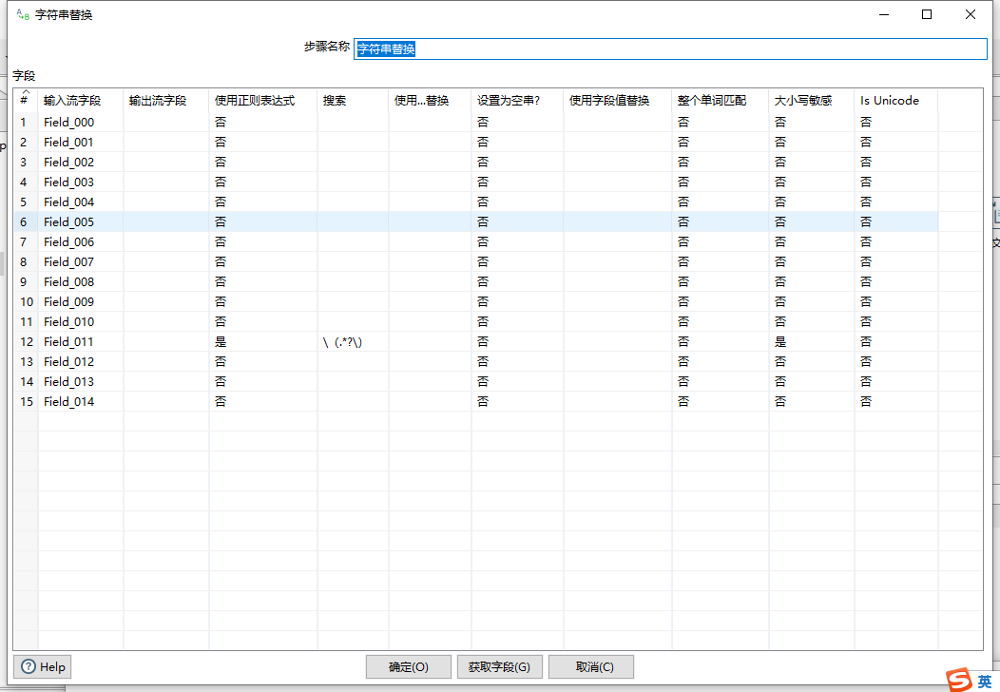 字符串替换
步骤名称 字符串替换
字段
# 输入流字段 输出流字段 使用正则表达式 搜索 使用...替换 设置为空串? 使用字段值替换 整个单词匹配 大小写敏感 Is Unicode
1 Field_000 否 否 否 否 否
2 Field_001 否 否 否 否 否
3 Field_002 否 否 否 否 否
4 Field_003 否 否 否 否 否
5 Field_004 否 否 否 否 否
6 Field_005 否 否 否 否 否
7 Field_006 否 否 否 否 否
8 Field_007 否 否 否 否 否
9 Field_008 否 否 否 否 否
10 Field_009 否 否 否 否 否
11 Field_010 否 否 否 否 否
12 Field_011 是 \（.*?\） 否 否 是 否
13 Field_012 否 否 否 否 否
14 Field_013 否 否 否 否 否
15 Field_014 否 否 否 否 否
Help 确定(O) 获取字段(G) 取消(C)
英